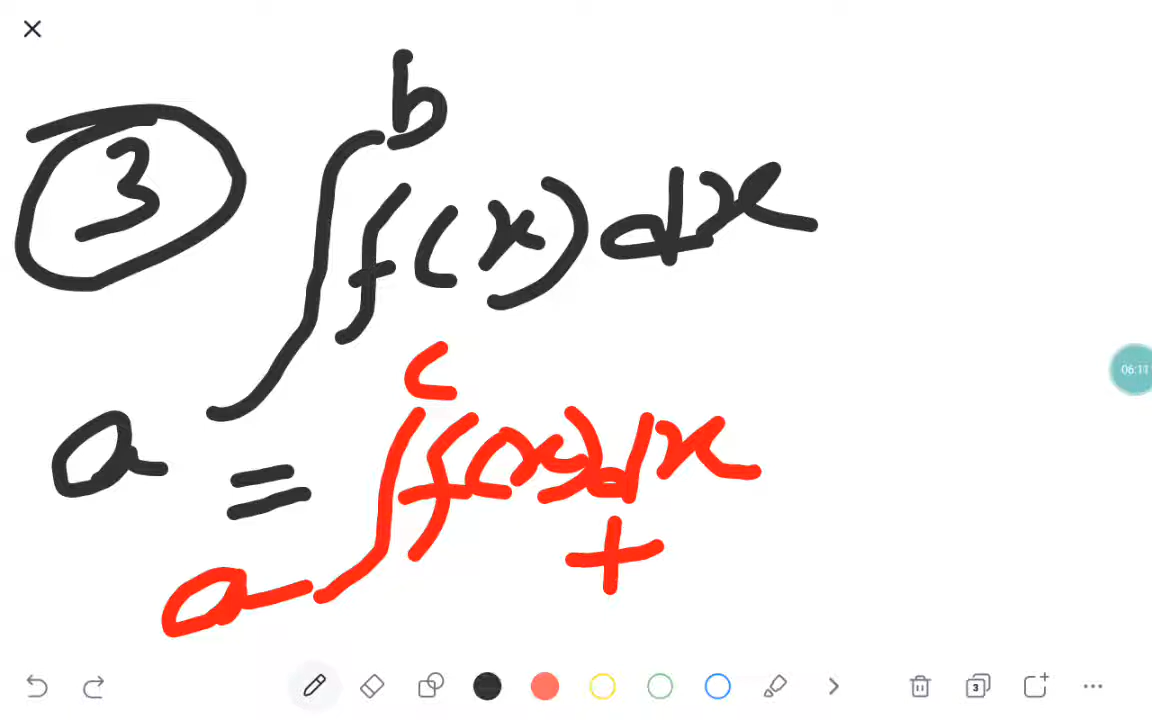 ③ ∫_a^b f(x)dx
= ∫_a^c f(x)dx
+
06:11
3